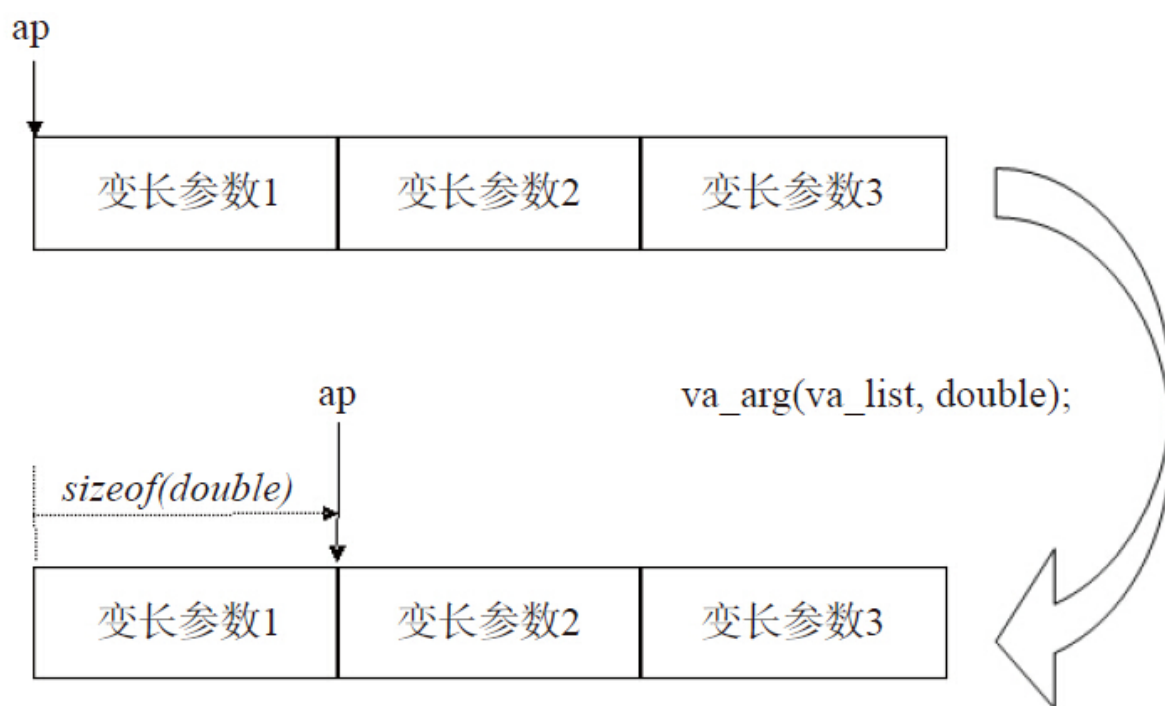 ap
变长参数1 变长参数2 变长参数3
ap
va_arg(va_list, double);
sizeof(double)
变长参数1 变长参数2 变长参数3